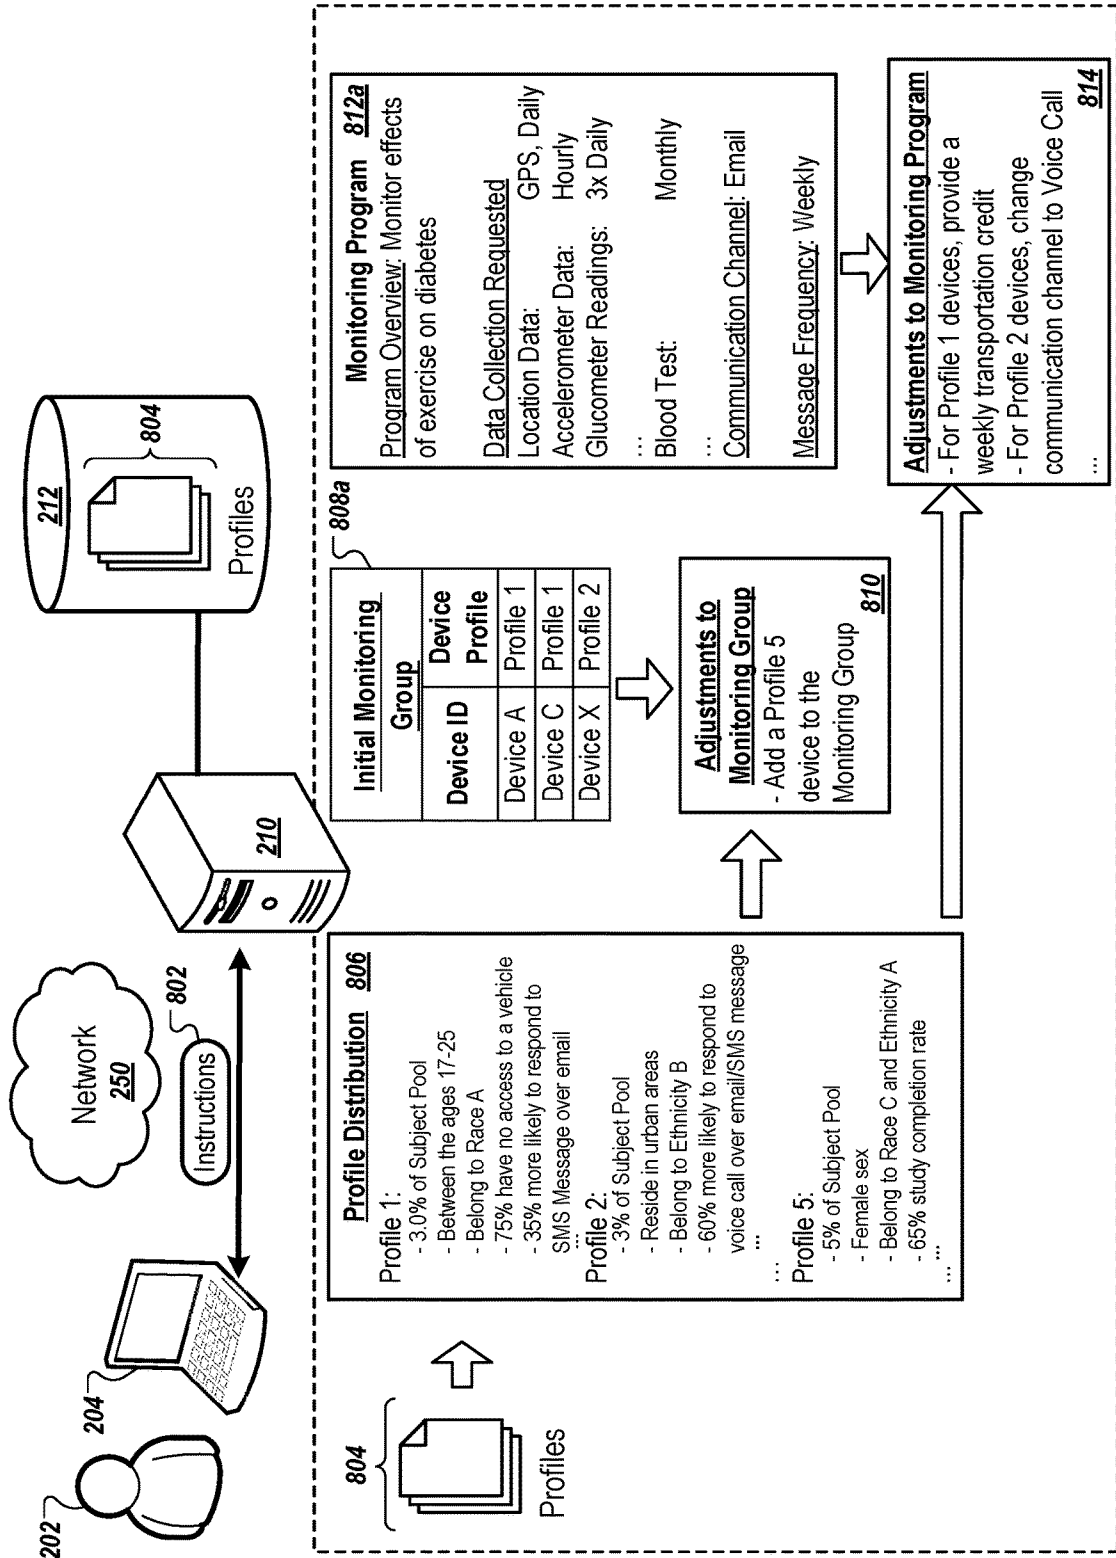 202
204
Network
250
Instructions
802
210
212
804
Profiles
804
Profiles
Profile Distribution 806
Profile 1:
- 3.0% of Subject Pool
- Between the ages 17-25
- Belong to Race A
- 75% have no access to a vehicle
- 35% more likely to respond to
SMS Message over email
...
Profile 2:
- 3% of Subject Pool
- Reside in urban areas
- Belong to Ethnicity B
- 60% more likely to respond to
voice call over email/SMS message
...
...
Profile 5:
- 5% of Subject Pool
- Female sex
- Belong to Race C and Ethnicity A
- 65% study completion rate
...
...
808a
Initial Monitoring
Group
Device ID Device
Profile
Device A Profile 1
Device C Profile 1
Device X Profile 2
Adjustments to
Monitoring Group
- Add a Profile 5
device to the
Monitoring Group
810
Monitoring Program 812a
Program Overview: Monitor effects
of exercise on diabetes
Data Collection Requested
Location Data: GPS, Daily
Accelerometer Data: Hourly
Glucometer Readings: 3x Daily
...
Blood Test: Monthly
...
Communication Channel: Email
Message Frequency: Weekly
Adjustments to Monitoring Program
- For Profile 1 devices, provide a
weekly transportation credit
- For Profile 2 devices, change
communication channel to Voice Call
...
814